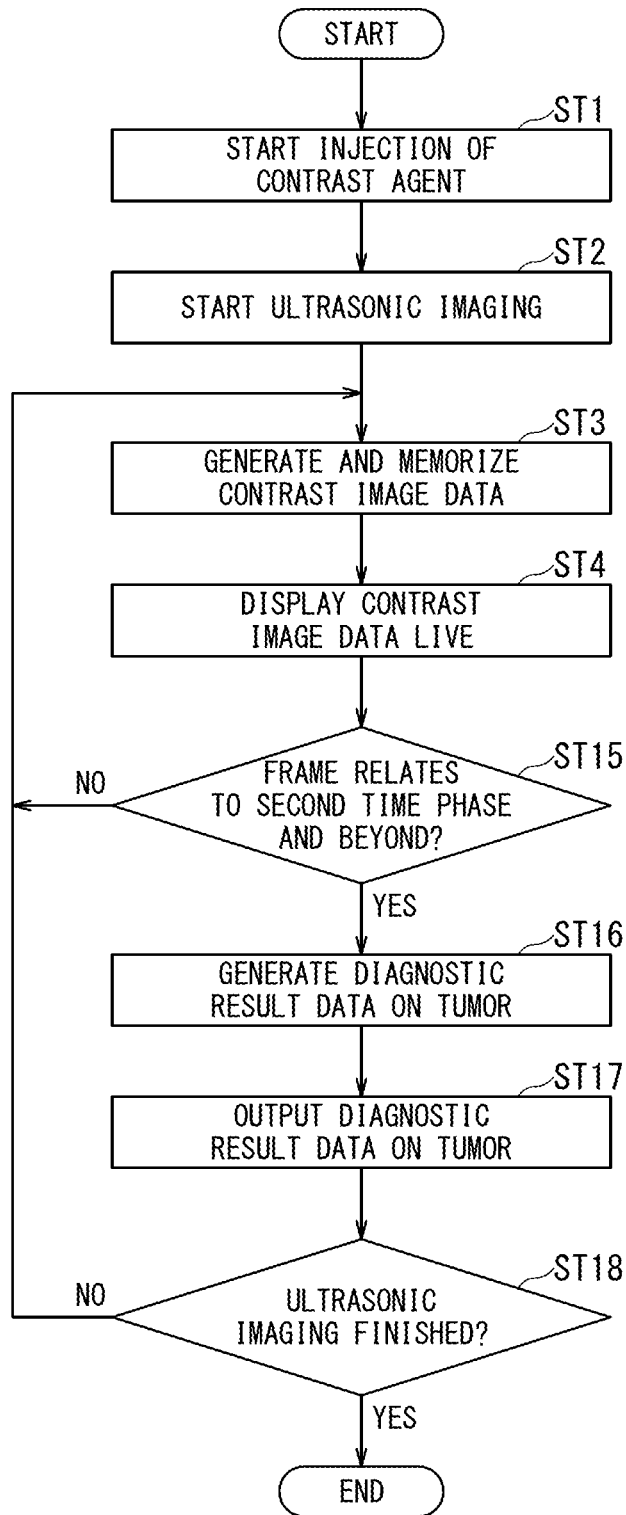 START
ST1
START INJECTION OF
CONTRAST AGENT
ST2
START ULTRASONIC IMAGING
ST3
GENERATE AND MEMORIZE
CONTRAST IMAGE DATA
ST4
DISPLAY CONTRAST
IMAGE DATA LIVE
ST15
NO
FRAME RELATES
TO SECOND TIME PHASE
AND BEYOND?
YES
ST16
GENERATE DIAGNOSTIC
RESULT DATA ON TUMOR
ST17
OUTPUT DIAGNOSTIC
RESULT DATA ON TUMOR
ST18
NO
ULTRASONIC
IMAGING FINISHED?
YES
END